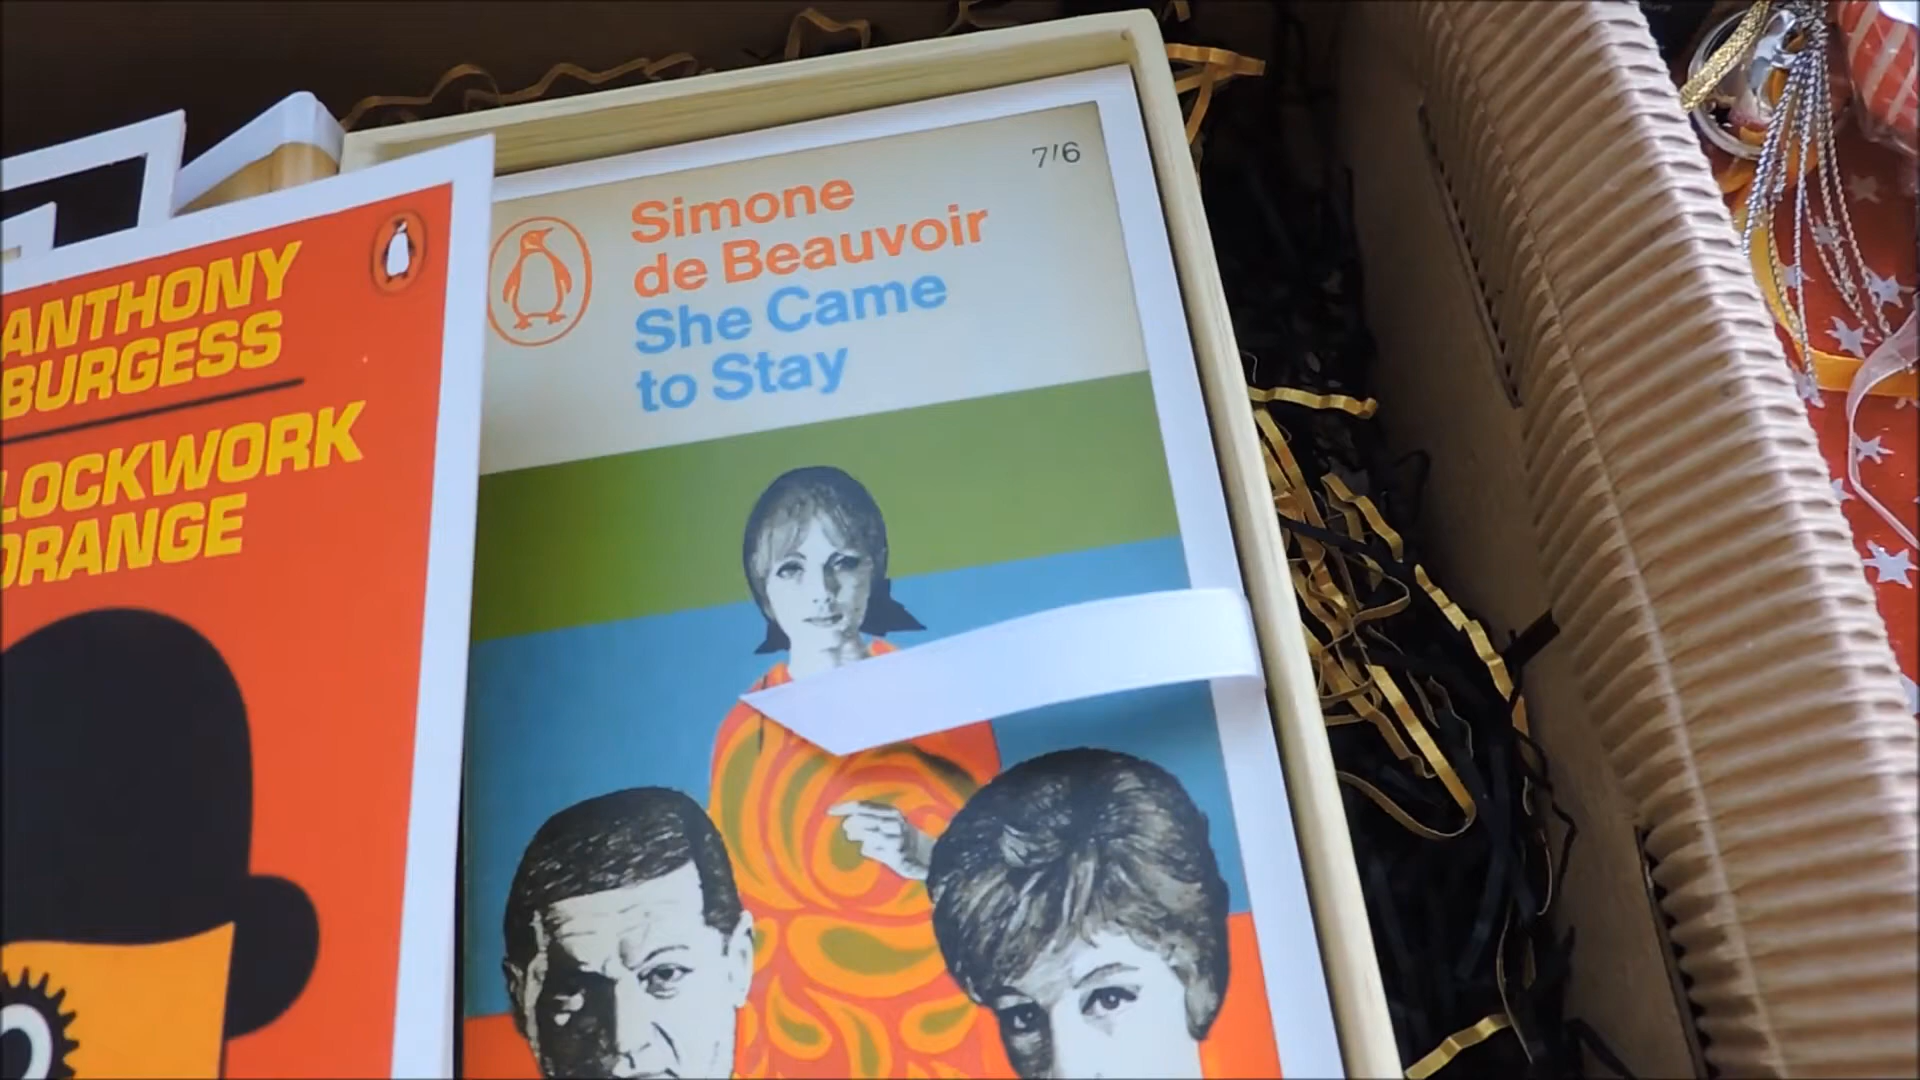 ANTHONY
BURGESS
LOCKWORK
ORANGE
7/6
Simone
de Beauvoir
She Came
to Stay